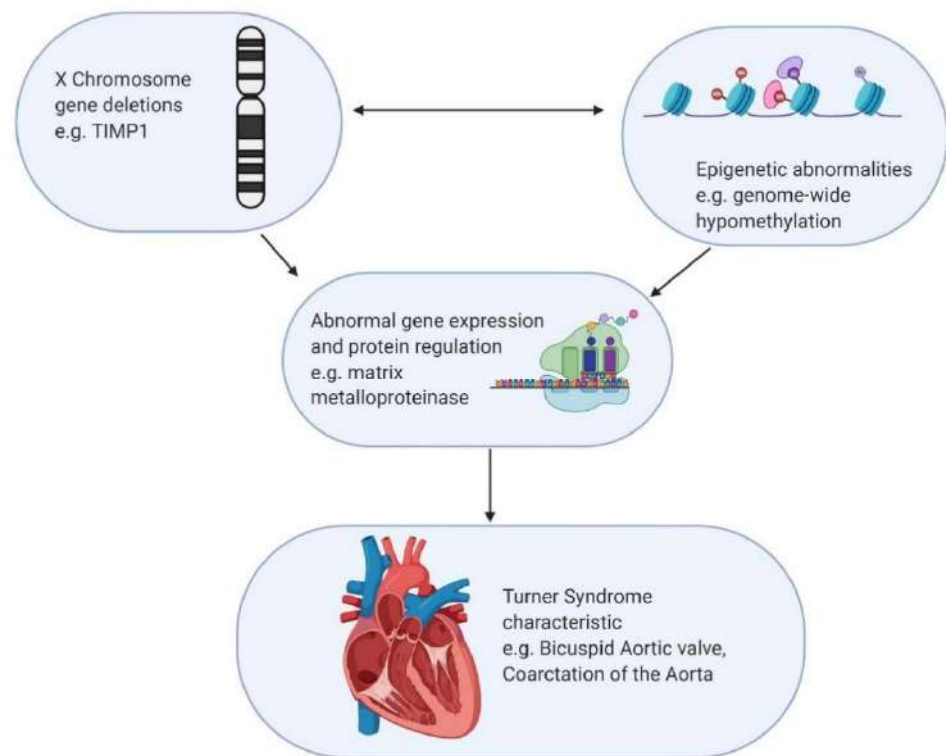 X Chromosome
gene deletions
e.g. TIMP1
Epigenetic abnormalities
e.g. genome-wide
hypomethylation
Abnormal gene expression
and protein regulation
e.g. matrix
metalloproteinase
Turner Syndrome
characteristic
e.g. Bicuspid Aortic valve,
Coarctation of the Aorta